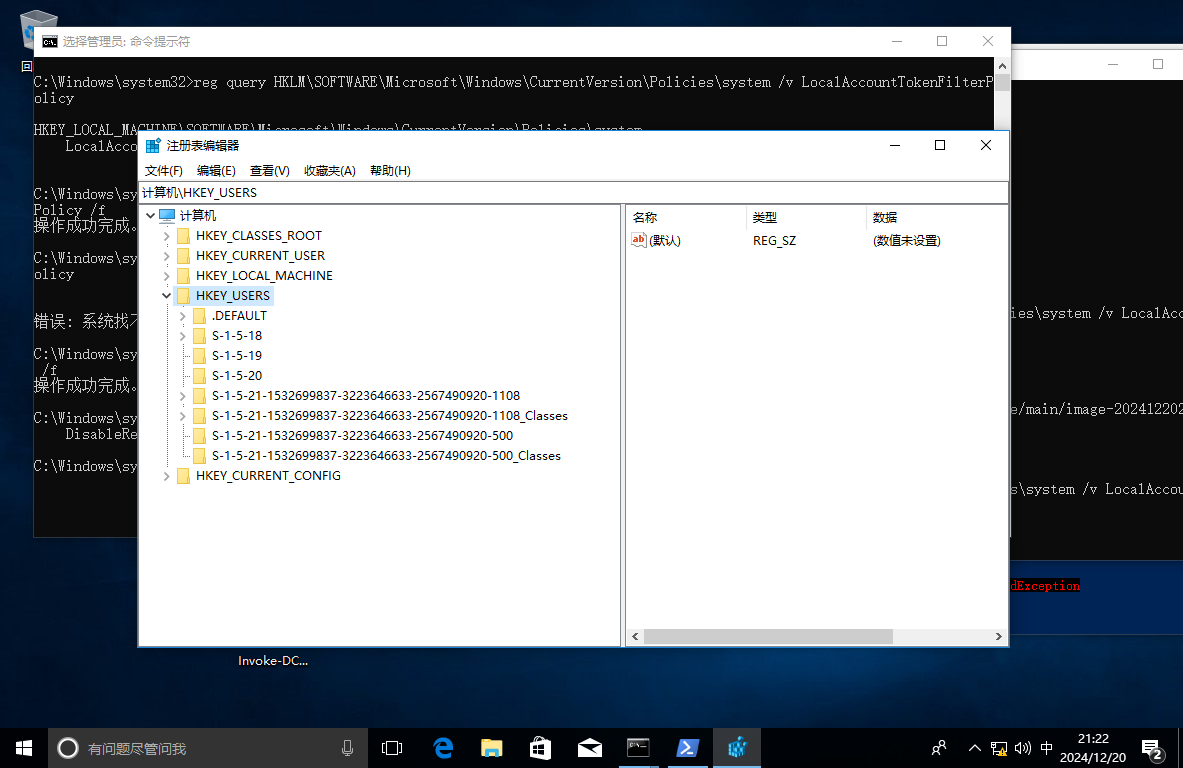 选择管理员: 命令提示符
C:\Windows\system32>reg query HKLM\SOFTWARE\Microsoft\Windows\CurrentVersion\Policies\system /v LocalAccountTokenFilterP
olicy
HKEY_LOCAL_MACHINE\SOFTWARE\Microsoft\Windows\CurrentVersion\Policies\system
LocalAcco
C:\Windows\sy
Policy /f
操作成功完成。
C:\Windows\sy
olicy
错误: 系统找不
C:\Windows\sy
/f
操作成功完成。
C:\Windows\sy
DisableRe
C:\Windows\sy
注册表编辑器
文件(F) 编辑(E) 查看(V) 收藏夹(A) 帮助(H)
计算机\HKEY_USERS
计算机
HKEY_CLASSES_ROOT
HKEY_CURRENT_USER
HKEY_LOCAL_MACHINE
HKEY_USERS
.DEFAULT
S-1-5-18
S-1-5-19
S-1-5-20
S-1-5-21-1532699837-3223646633-2567490920-1108
S-1-5-21-1532699837-3223646633-2567490920-1108_Classes
S-1-5-21-1532699837-3223646633-2567490920-500
S-1-5-21-1532699837-3223646633-2567490920-500_Classes
HKEY_CURRENT_CONFIG
名称 类型 数据
(默认) REG_SZ (数值未设置)
ies\system /v LocalAcc
e/main/image-202412202
s\system /v LocalAccou
dException
回
Invoke-DC...
有问题尽管问我
中
21:22
2024/12/20
2